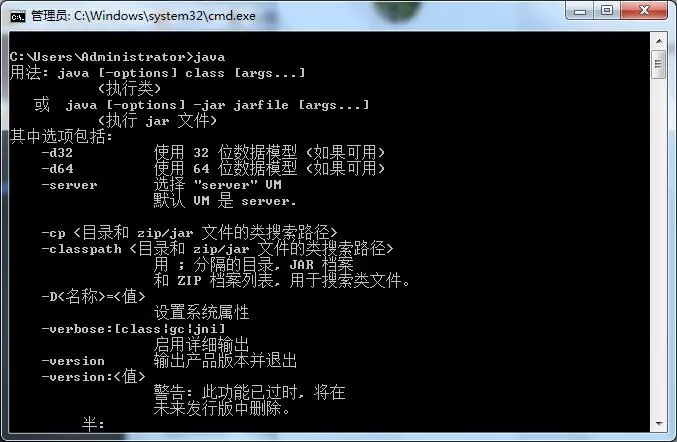 管理员: C:\Windows\system32\cmd.exe
C:\Users\Administrator>java
用法: java [-options] class [args...]
(执行类)
或  java [-options] -jar jarfile [args...]
(执行 jar 文件)
其中选项包括:
-d32          使用 32 位数据模型 (如果可用)
-d64          使用 64 位数据模型 (如果可用)
-server       选择 "server" VM
默认 VM 是 server.
-cp <目录和 zip/jar 文件的类搜索路径>
-classpath <目录和 zip/jar 文件的类搜索路径>
用 ; 分隔的目录, JAR 档案
和 ZIP 档案列表, 用于搜索类文件。
-D<名称>=<值>
设置系统属性
-verbose:[class¦gc¦jni]
启用详细输出
-version      输出产品版本并退出
-version:<值>
警告: 此功能已过时, 将在
未来发行版中删除。
半: